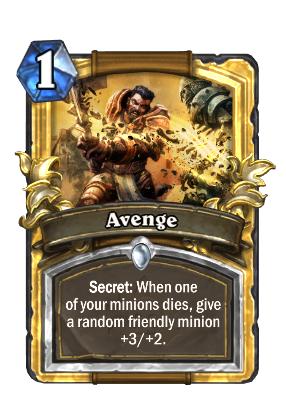 1
Avenge
Secret: When one
of your minions dies, give
a random friendly minion
+3/+2.